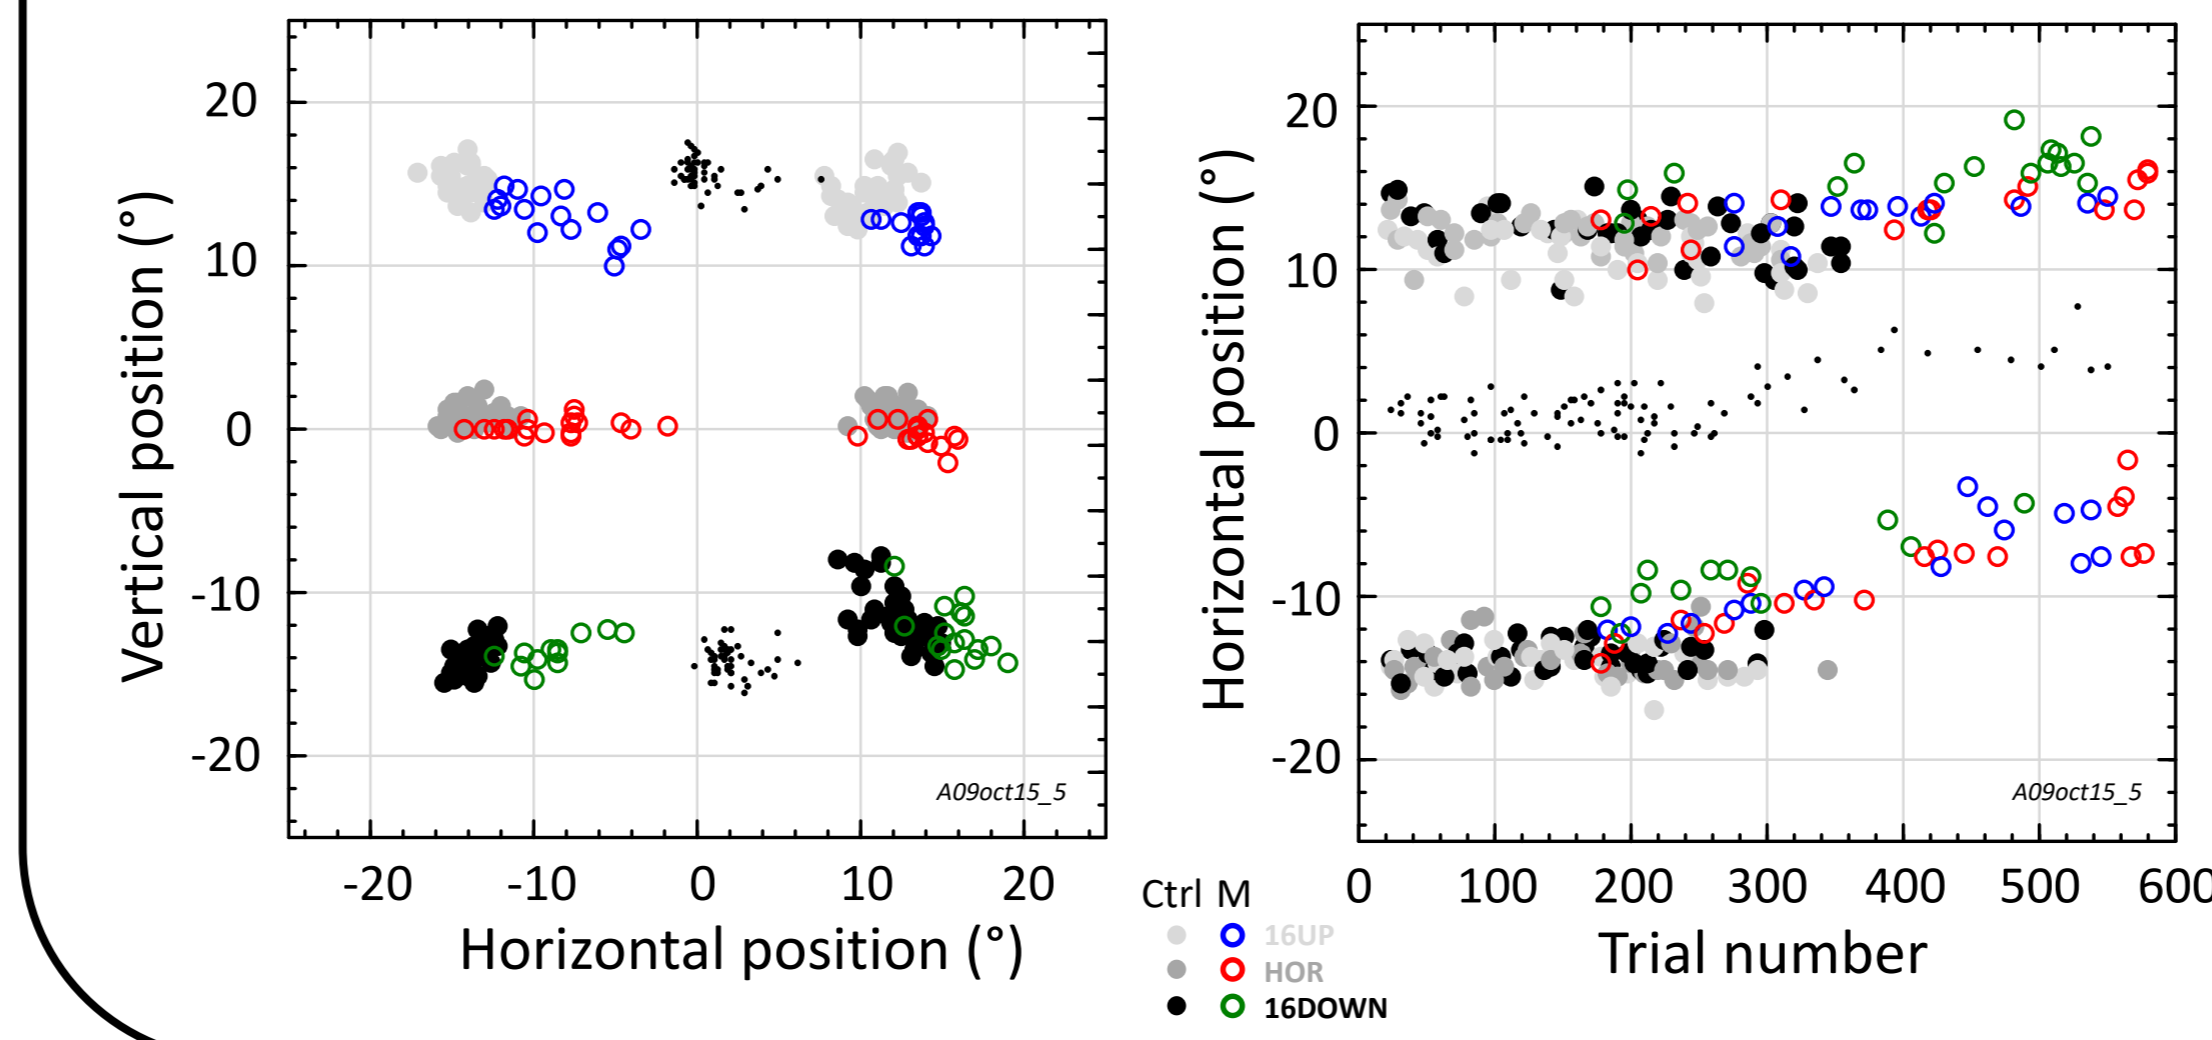 20
10
0
-10
-20
Vertical position (°)
A09oct15_5
-20 -10 0 10 20
Horizontal position (°)
20
10
0
-10
-20
Horizontal position (°)
A09oct15_5
0 100 200 300 400 500 600
Trial number
Ctrl M
16UP
HOR
16DOWN